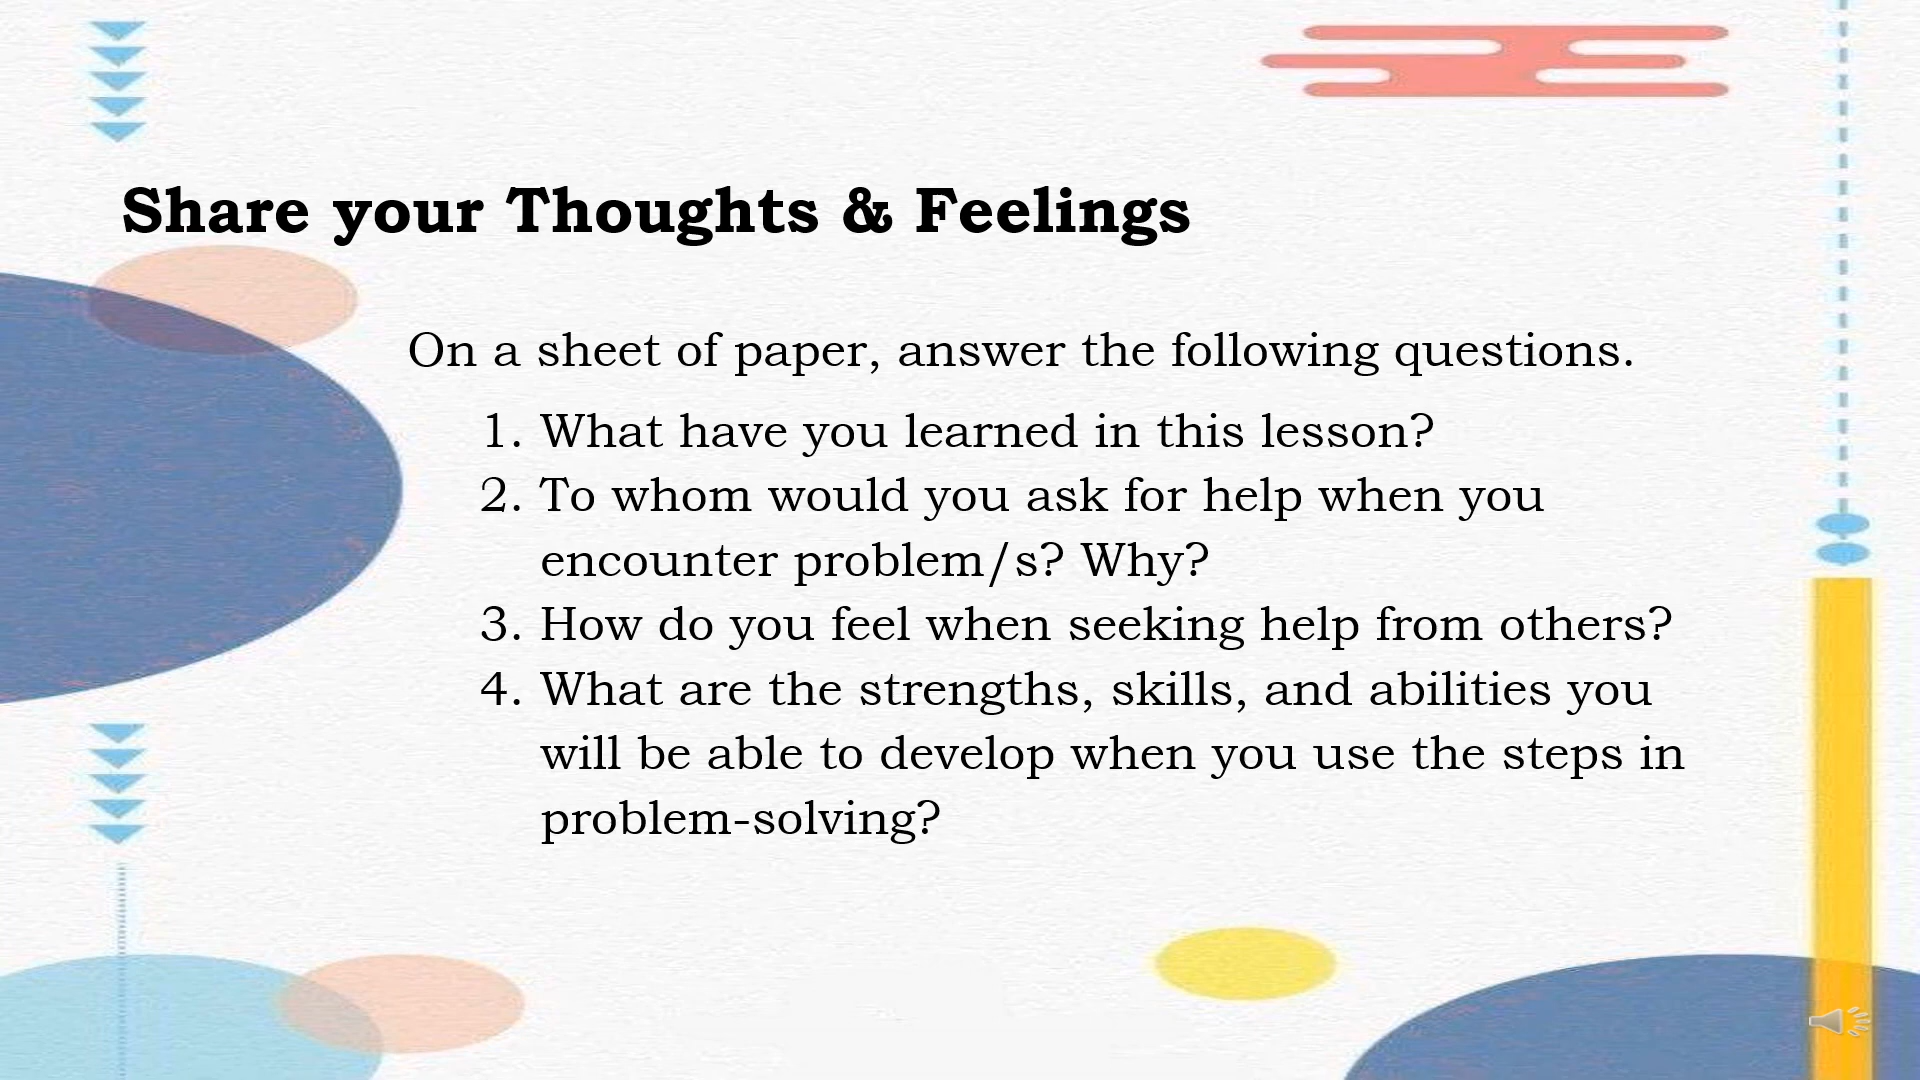 Share your Thoughts & Feelings
On a sheet of paper, answer the following questions.
1. What have you learned in this lesson?
2. To whom would you ask for help when you
encounter problem/s? Why?
3. How do you feel when seeking help from others?
4. What are the strengths, skills, and abilities you
will be able to develop when you use the steps in
problem-solving?